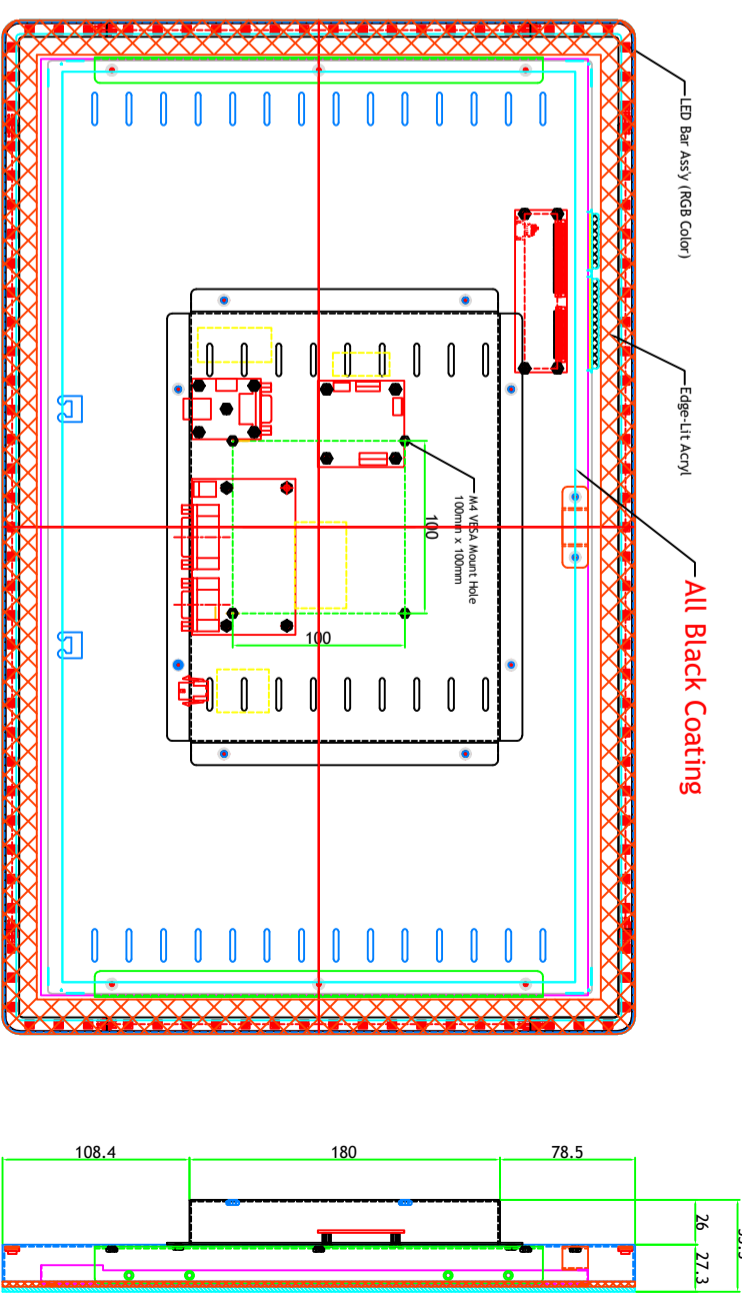 LED Bar Ass'y (RGB Color)
Edge-Lit Acryl
All Black Coating
M4 VESA Mount Hole
100mm x 100mm
100
100
108.4
180
78.5
26
27.3